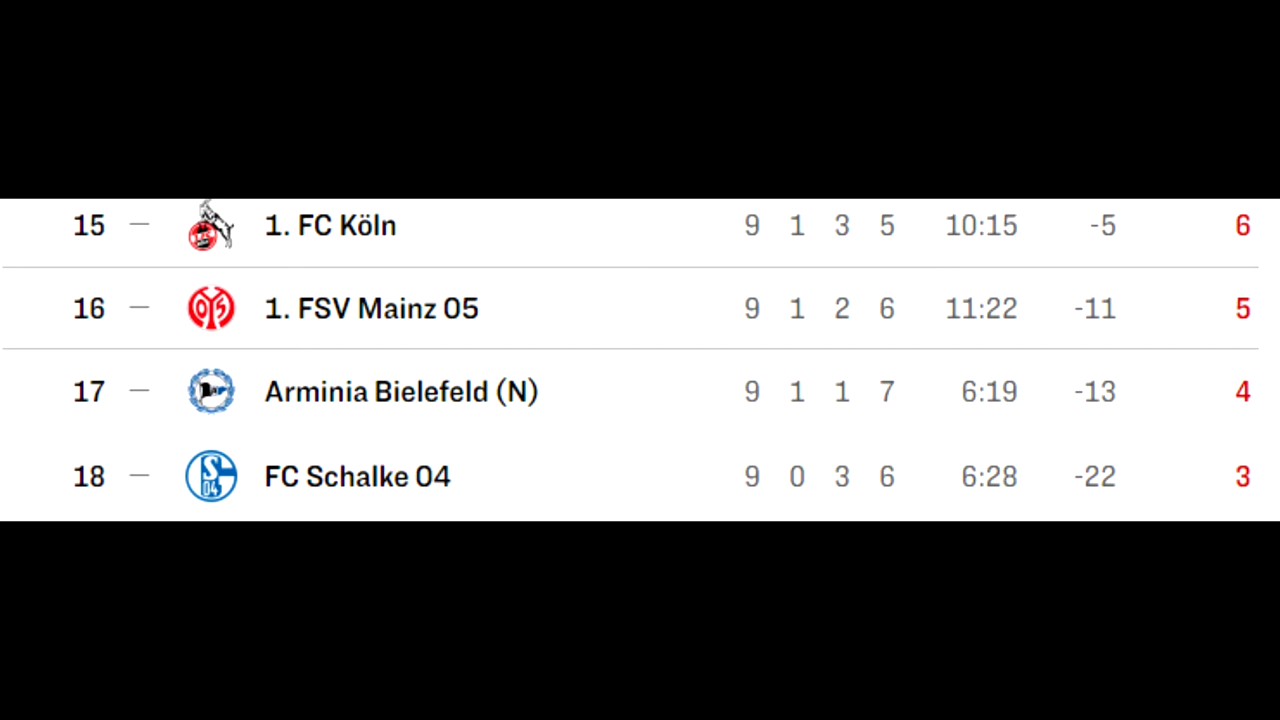 15 — 1. FC Köln 9 1 3 5 10:15 -5 6
16 — 1. FSV Mainz 05 9 1 2 6 11:22 -11 5
17 — Arminia Bielefeld (N) 9 1 1 7 6:19 -13 4
18 — FC Schalke 04 9 0 3 6 6:28 -22 3